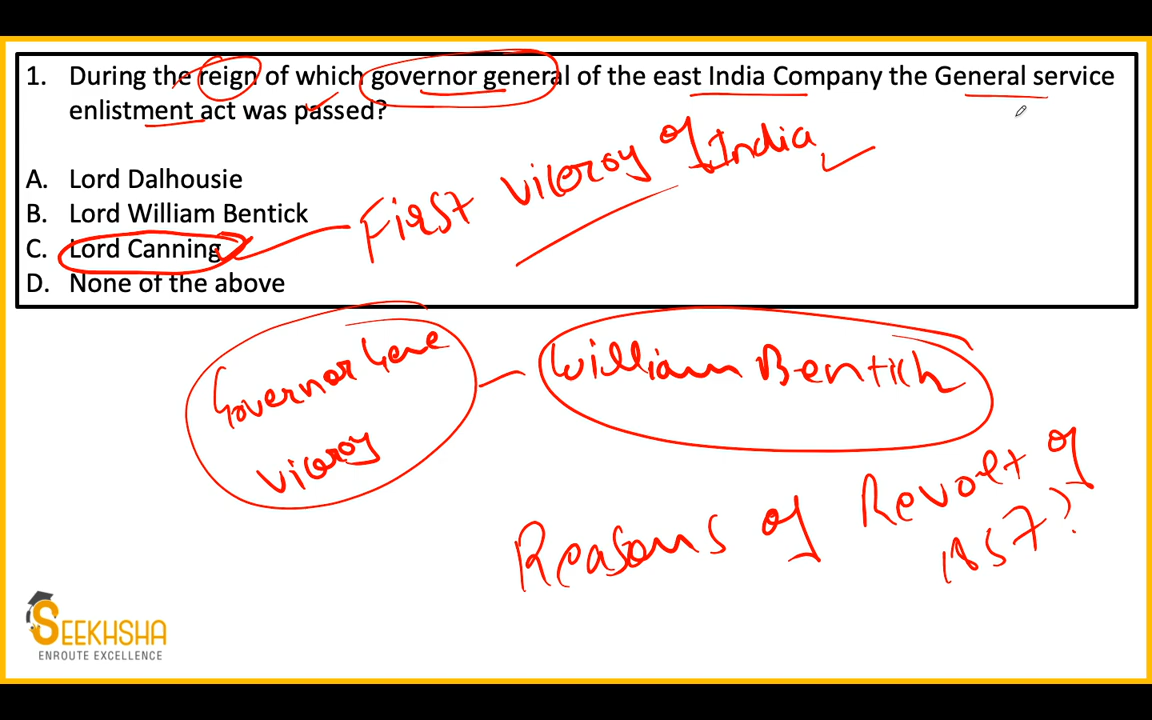 1. During the reign of which governor general of the east India Company the General service
enlistment act was passed?
A. Lord Dalhousie
B. Lord William Bentick
C. Lord Canning
D. None of the above
First Viceroy of India
Governor Gene
Viceroy
William Bentick
Reasons of Revolt of
1857?
SEEKHSHA
ENROUTE EXCELLENCE